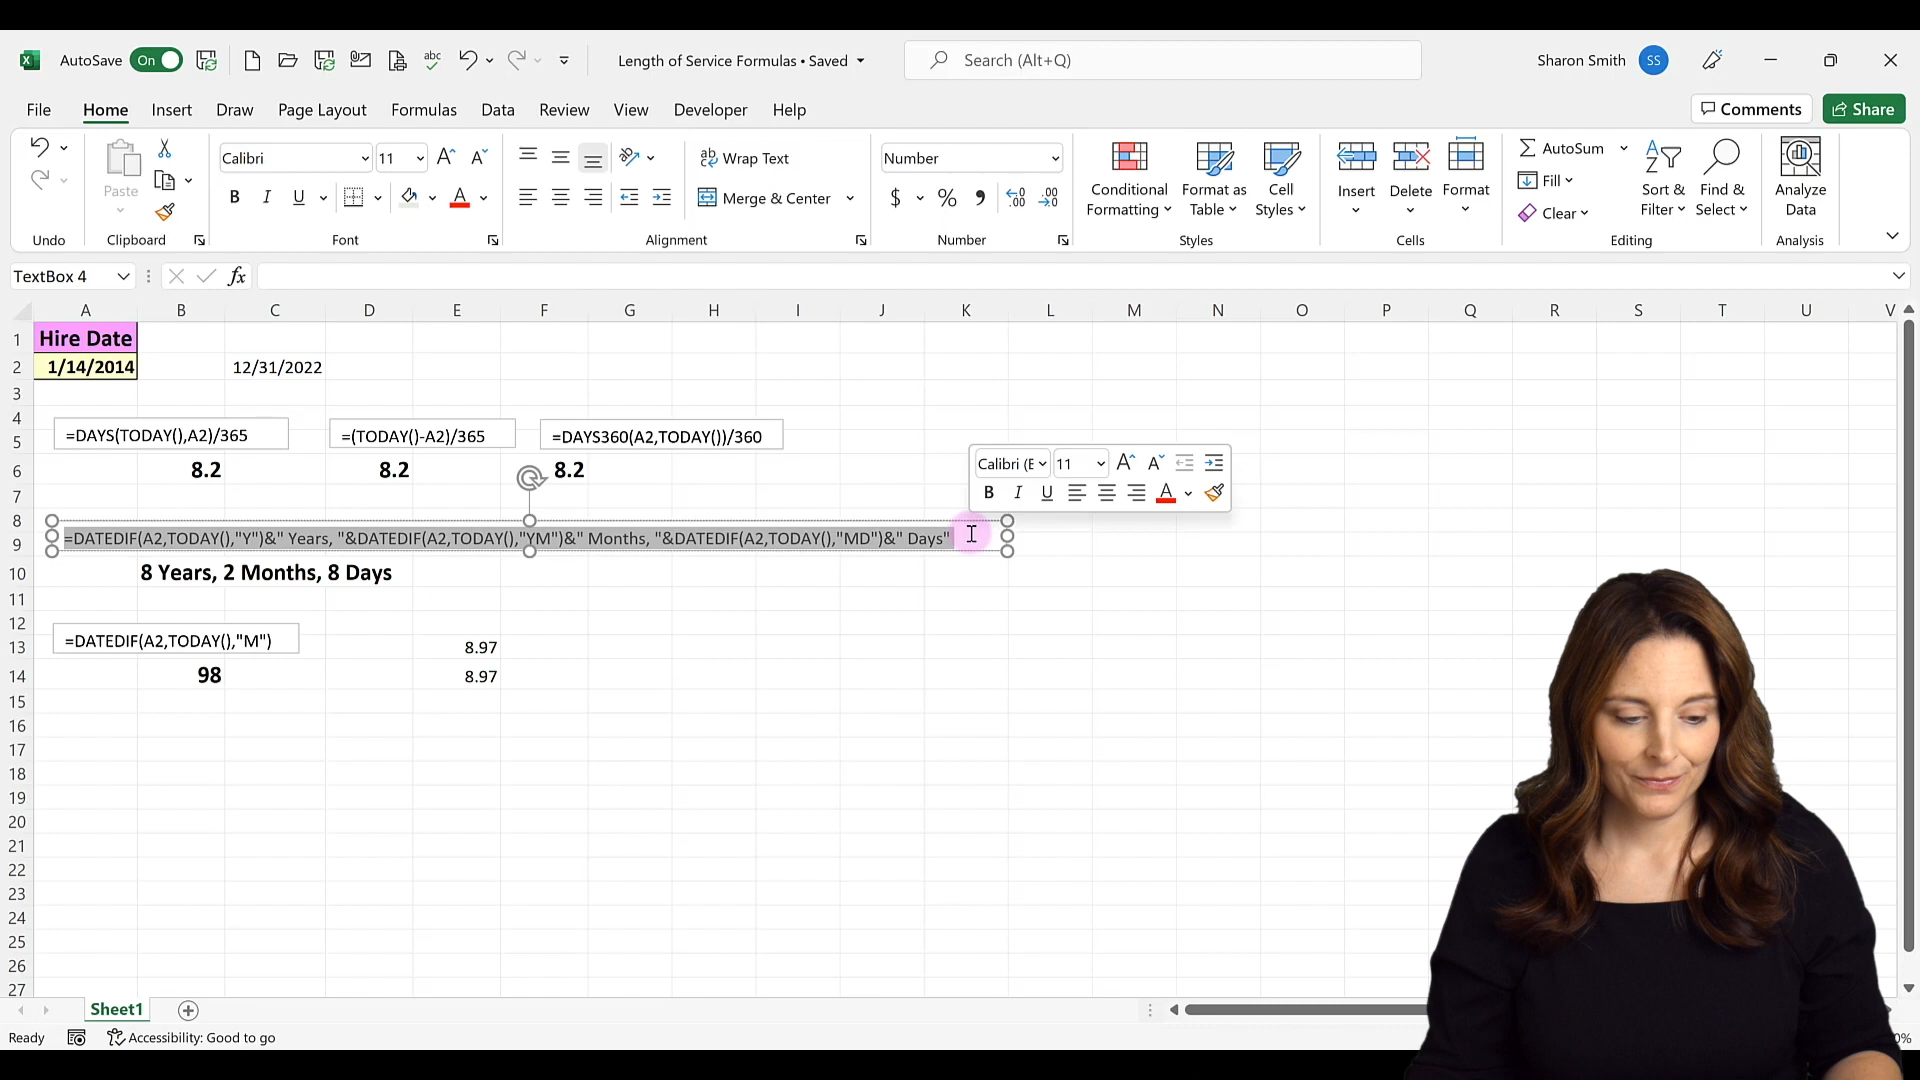 AutoSave On abc Length of Service Formulas • Saved Search (Alt+Q) Sharon Smith SS
File Home Insert Draw Page Layout Formulas Data Review View Developer Help Comments Share
Paste
Calibri 11
B I U
ab Wrap Text
Merge & Center
Number
$ % 9
Conditional Formatting
Format as Table
Cell Styles
Insert
Delete
Format
AutoSum
Fill
Clear
Sort & Filter
Find & Select
Analyze Data
Undo Clipboard Font Alignment Number Styles Cells Editing Analysis
TextBox 4 fx
A B C D E F G H I J K L M N O P Q R S T U V
1 Hire Date
2 1/14/2014 12/31/2022
3
4
5 =DAYS(TODAY(),A2)/365 =(TODAY()-A2)/365 =DAYS360(A2,TODAY())/360
6 8.2 8.2 8.2
Calibri (E 11
B I U
7
8
9 =DATEDIF(A2,TODAY(),"Y")&" Years, "&DATEDIF(A2,TODAY(),"YM")&" Months, "&DATEDIF(A2,TODAY(),"MD")&" Days"
10 8 Years, 2 Months, 8 Days
11
12
13 =DATEDIF(A2,TODAY(),"M") 8.97
14 98 8.97
15
16
17
18
19
20
21
22
23
24
25
26
27
Sheet1
Ready Accessibility: Good to go